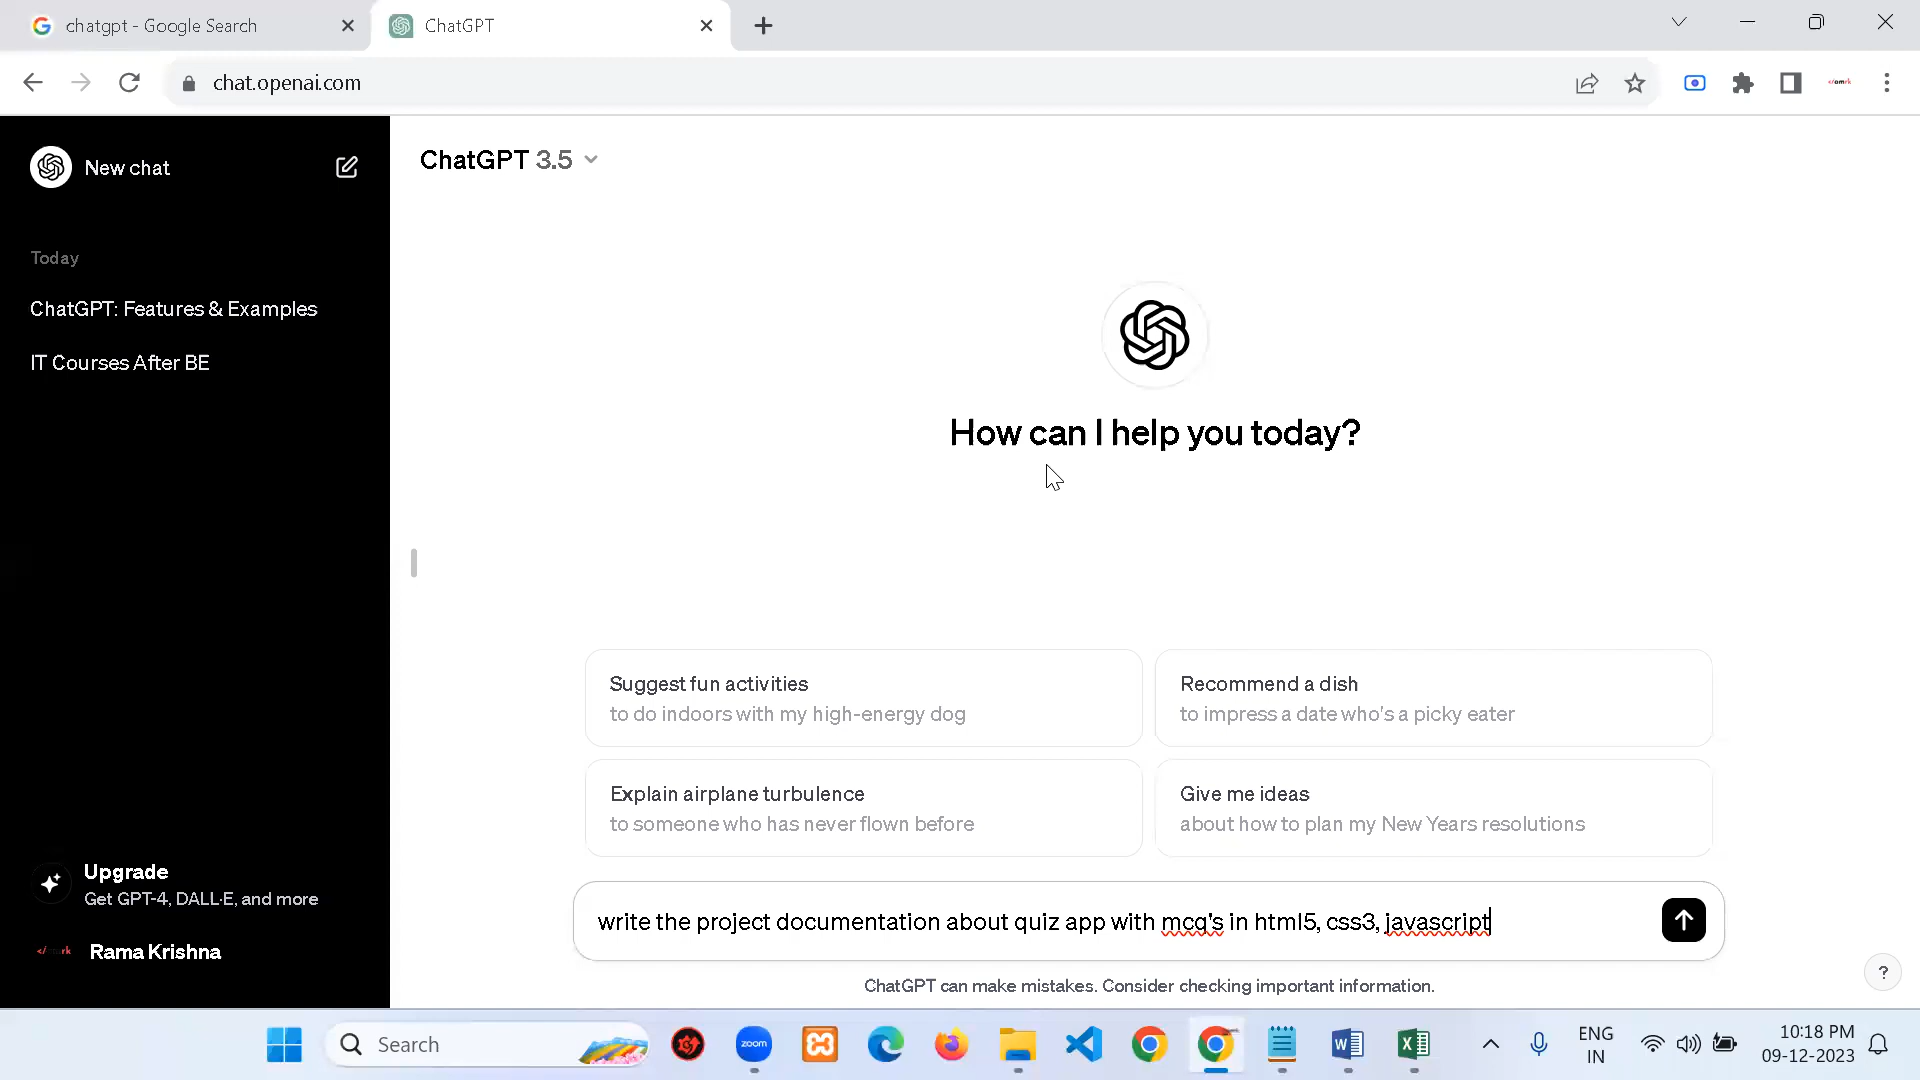 chatgpt - Google Search
ChatGPT
chat.openai.com
New chat
ChatGPT 3.5
Today
ChatGPT: Features & Examples
IT Courses After BE
How can I help you today?
Suggest fun activities
to do indoors with my high-energy dog
Recommend a dish
to impress a date who's a picky eater
Explain airplane turbulence
to someone who has never flown before
Give me ideas
about how to plan my New Years resolutions
Upgrade
Get GPT-4, DALL·E, and more
Rama Krishna
write the project documentation about quiz app with mcq's in html5, css3, javascript
ChatGPT can make mistakes. Consider checking important information.
?
Search
zoom
ENG
IN
10:18 PM
09-12-2023